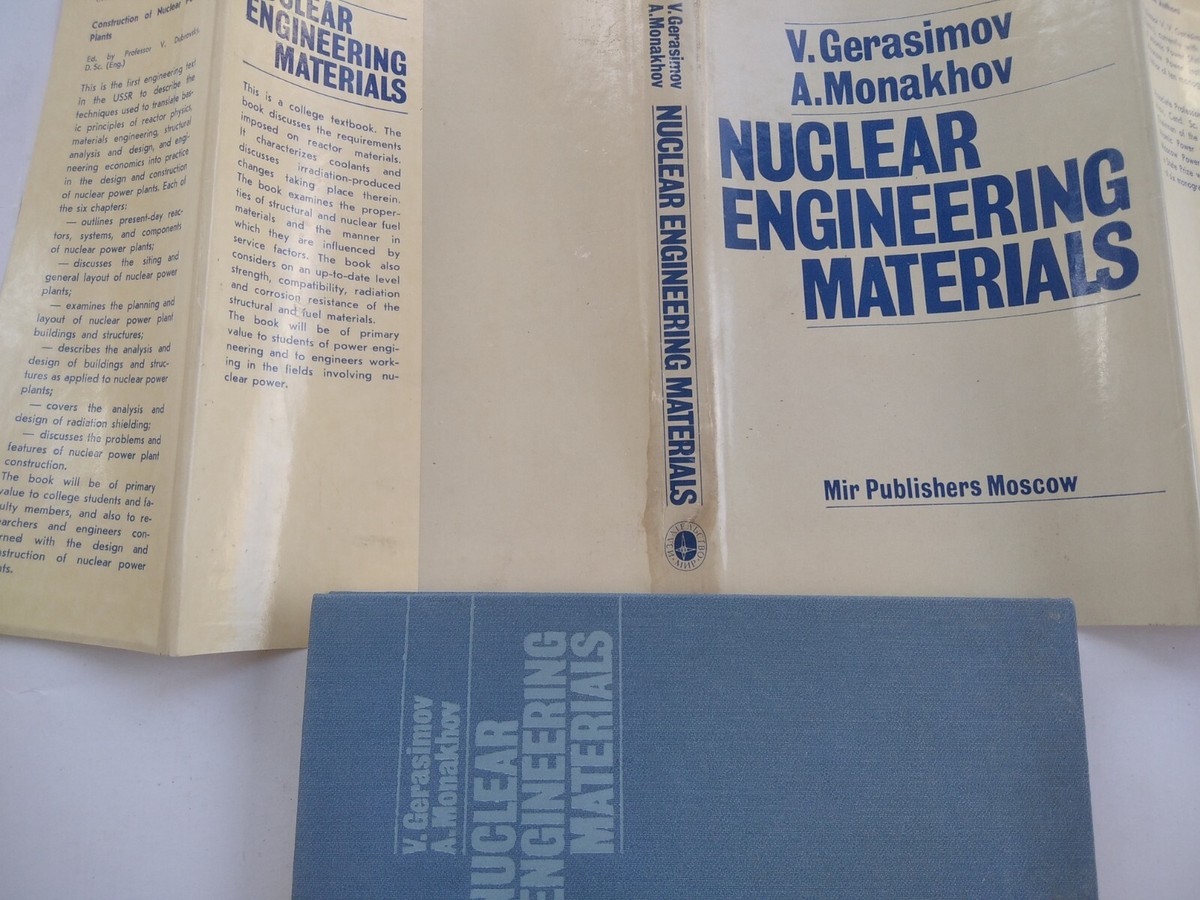 Construction of Nuclear
Plants
Ed. by Professor V. Dubrovsky,
D. Sc. (Eng.)
This is the first engineering text
in the USSR to describe the
techniques used to translate bas-
ic principles of reactor physics,
materials engineering, structural
analysis and design, and engi-
neering economics into practice
in the design and construction
of nuclear power plants. Each of
the six chapters:
— outlines present-day reac-
tors, systems, and components
of nuclear power plants;
— discusses the siting and
general layout of nuclear power
plants;
— examines the planning and
layout of nuclear power plant
buildings and structures;
— describes the analysis and
design of buildings and struc-
tures as applied to nuclear power
plants;
— covers the analysis and
design of radiation shielding;
— discusses the problems and
features of nuclear power plant
construction.
The book will be of primary
value to college students and fa-
culty members, and also to re-
searchers and engineers con-
cerned with the design and
construction of nuclear power
plants.
NUCLEAR
ENGINEERING
MATERIALS
This is a college textbook. The
book discusses the requirements
imposed on reactor materials.
It characterizes coolants and
discusses irradiation-produced
changes taking place therein.
The book examines the proper-
ties of structural and nuclear fuel
materials and the manner in
which they are influenced by
service factors. The book also
considers on an up-to-date level
strength, compatibility, radiation
and corrosion resistance of the
structural and fuel materials.
The book will be of primary
value to students of power engi-
neering and to engineers work-
ing in the fields involving nu-
clear power.
V. Gerasimov
A. Monakhov
NUCLEAR ENGINEERING MATERIALS
ИЗДАТЕЛЬСТВО МИР
V. Gerasimov
A. Monakhov
NUCLEAR
ENGINEERING
MATERIALS
Mir Publishers Moscow
V. Gerasimov
A. Monakhov
NUCLEAR
ENGINEERING
MATERIALS